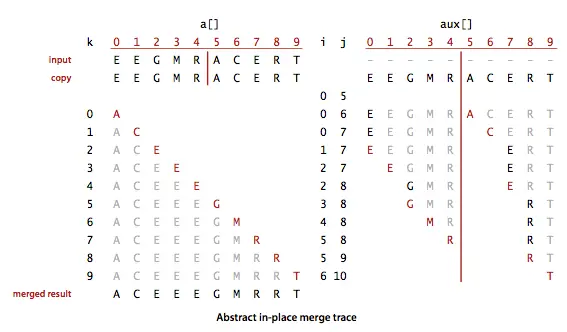 a[] aux[]
k 0 1 2 3 4 5 6 7 8 9 i j 0 1 2 3 4 5 6 7 8 9
input E E G M R A C E R T - - - - - - - - - -
copy E E G M R A C E R T E E G M R A C E R T
0 5
0 A 0 6 E E G M R A C E R T
1 A C 0 7 E E G M R C E R T
2 A C E 1 7 E E G M R E R T
3 A C E E 2 7 E G M R E R T
4 A C E E E 2 8 G M R E R T
5 A C E E E G 3 8 G M R R T
6 A C E E E G M 4 8 M R R T
7 A C E E E G M R 5 8 R R T
8 A C E E E G M R R 5 9 R T
9 A C E E E G M R R T 6 10 T
merged result A C E E E G M R R T
Abstract in-place merge trace